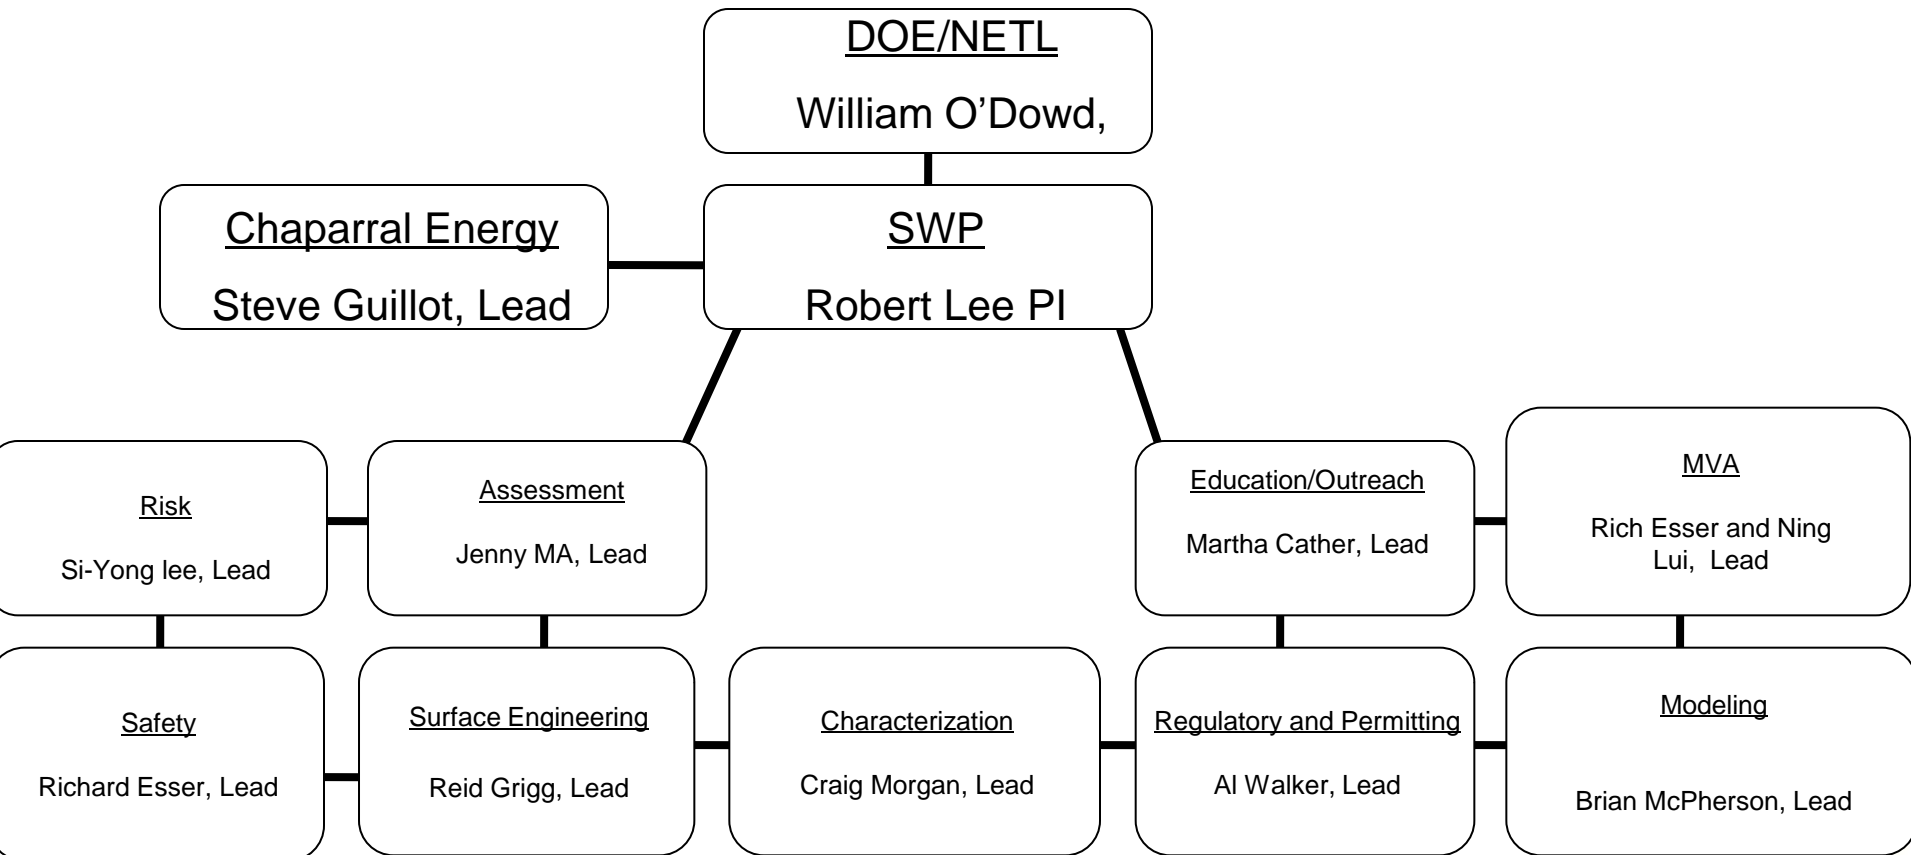 DOE/NETL
William O’Dowd,
Chaparral Energy
Steve Guillot, Lead
SWP
Robert Lee PI
Risk
Si-Yong lee, Lead
Assessment
Jenny MA, Lead
Education/Outreach
Martha Cather, Lead
MVA
Rich Esser and Ning
Lui,  Lead
Safety
Richard Esser, Lead
Surface Engineering
Reid Grigg, Lead
Characterization
Craig Morgan, Lead
Regulatory and Permitting
Al Walker, Lead
Modeling
Brian McPherson, Lead